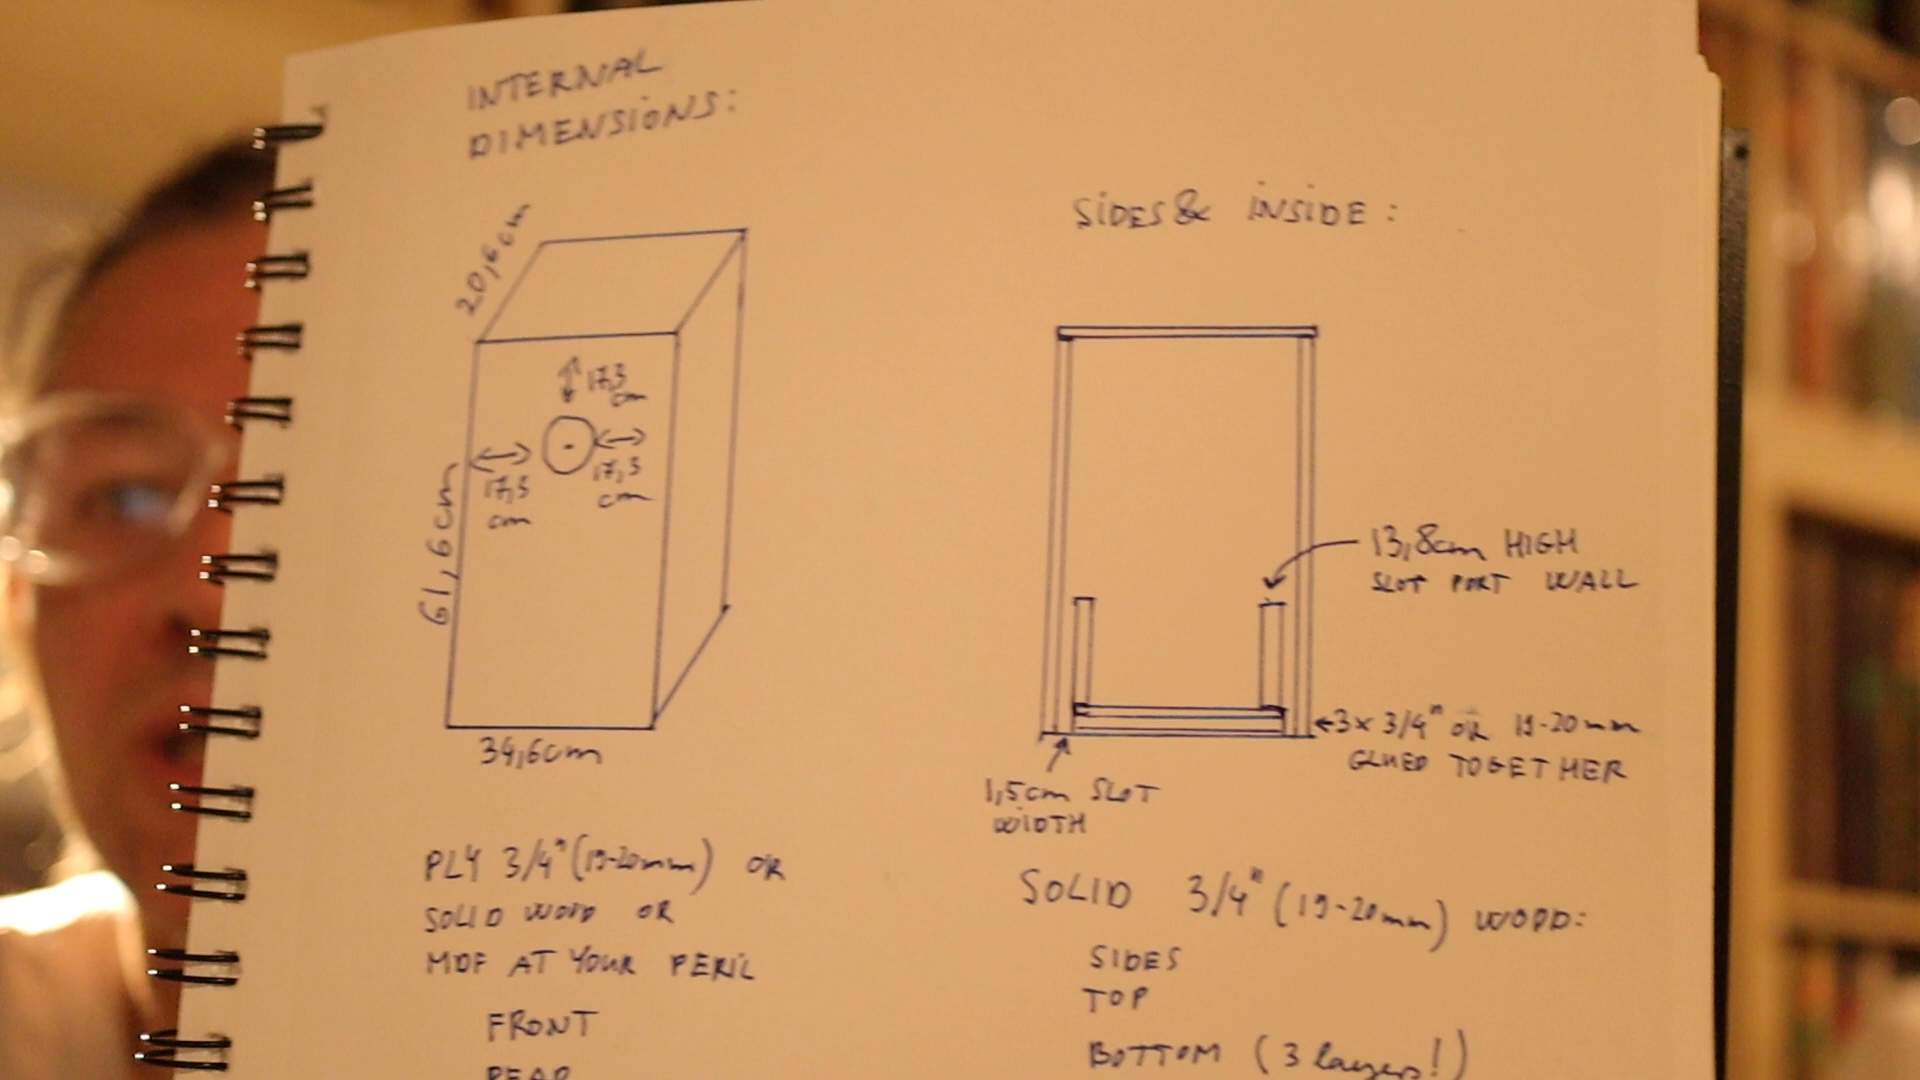 INTERNAL
DIMENSIONS:
20,6cm
17,3
cm
17,3
cm
17,3
cm
61,6cm
34,6cm
PLY 3/4" (19-20mm) OR
SOLID WOOD OR
MDF AT YOUR PERIL
FRONT
REAR
SIDES & INSIDE:
13,8cm HIGH
SLOT PORT WALL
3x 3/4" OR 19-20mm
GLUED TOGETHER
1,5cm SLOT
WIDTH
SOLID 3/4" (19-20mm) WOOD:
SIDES
TOP
BOTTOM (3 layers!)